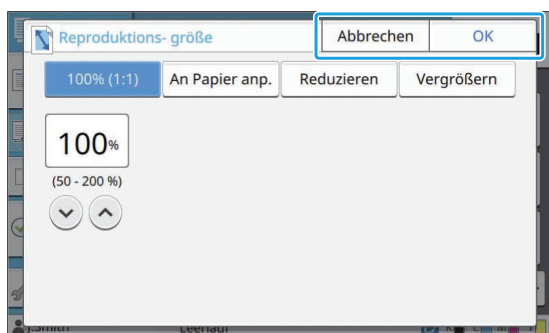 Reproduktions- größe
Abbrechen
OK
100% (1:1)
An Papier anp.
Reduzieren
Vergrößern
100%
(50 - 200 %)